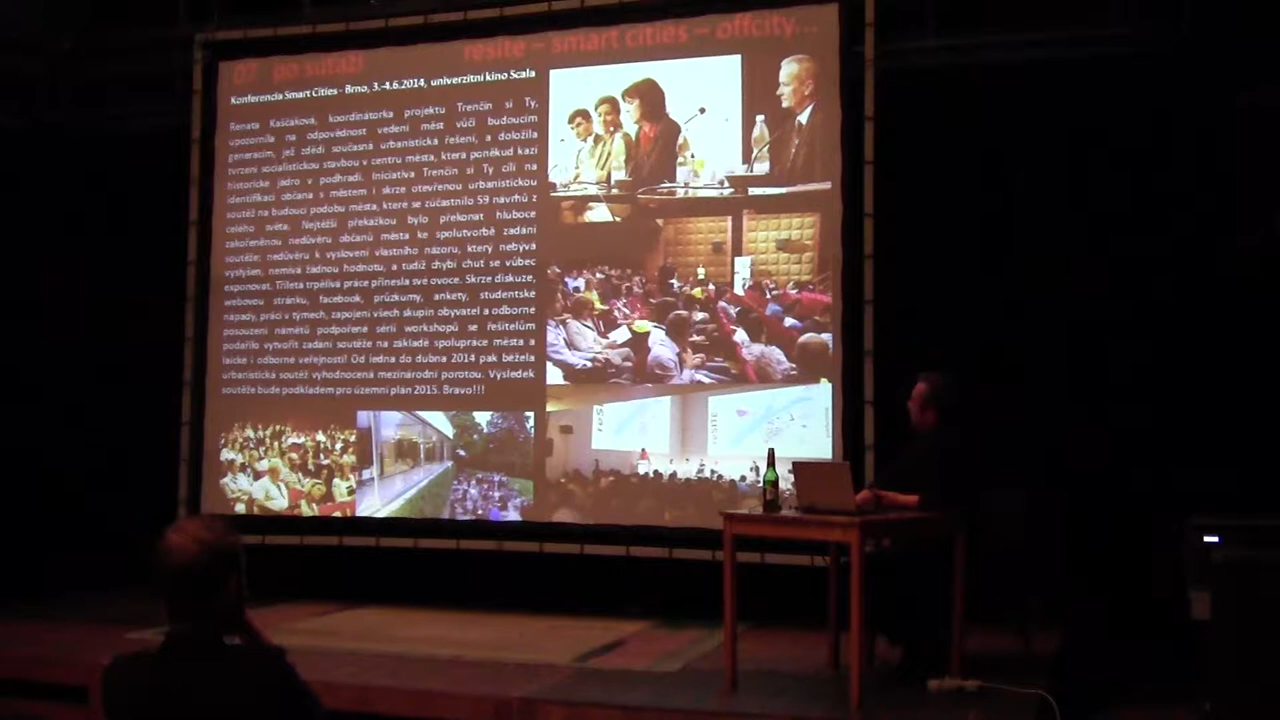 07 po súťaži
resite – smart cities – offcity...
Konferencia Smart Cities - Brno, 3.-4.6.2014, univerzitní kino Scala
Renata Kaščáková, koordinátorka projektu Trenčín si Ty,
upozornila na odpovědnost vedení měst vůči budoucím
generacím, jež zdědí současná urbanistická řešení, a doložila
tvrzení socialistickou stavbou v centru města, která poněkud kazí
historické jádro v podhradí. Iniciativa Trenčín si Ty cílí na
identifikaci občana s městem i skrze otevřenou urbanistickou
soutěž na budoucí podobu města, které se zúčastnilo 59 návrhů z
celého světa. Nejtěžší překážkou bylo překonat hluboce
zakořeněnou nedůvěru občanů města ke spolutvorbě zadání
soutěže; nedůvěru k vyslovení vlastního názoru, který nebývá
vyslyšen, nemívá žádnou hodnotu, a tudíž chybí chuť se vůbec
exponovat. Tříletá trpělivá práce přinesla své ovoce. Skrze diskuze,
webovou stránku, facebook, průzkumy, ankety, studentské
nápady, práci v týmech, zapojení všech skupin obyvatel a odborné
posouzení námětů podpořené sérií workshopů se řešitelům
podařilo vytvořit zadání soutěže na základě spolupráce města a
laické i odborné veřejnosti! Od ledna do dubna 2014 pak běžela
urbanistická soutěž vyhodnocená mezinárodní porotou. Výsledek
soutěže bude podkladem pro územní plán 2015. Bravo!!!